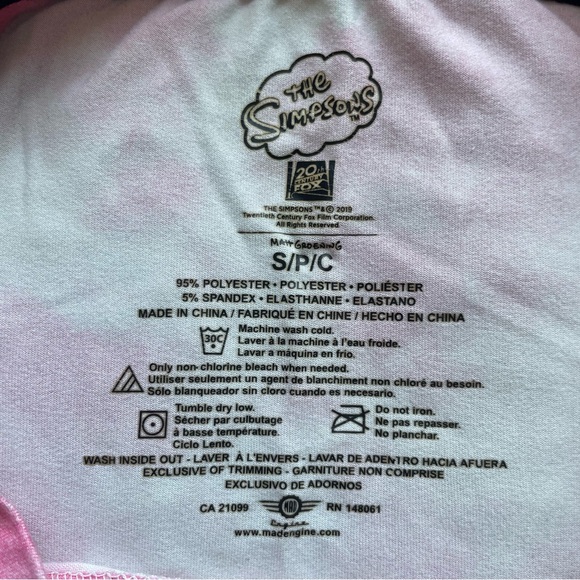 THE
SIMPSONS™
20TH
CENTURY
FOX
THE SIMPSONS ™& © 2019
Twentieth Century Fox Film Corporation.
All Rights Reserved
MATT GROENING
S/P/C
95% POLYESTER • POLYESTER • POLIÉSTER
5% SPANDEX • ELASTHANNE • ELASTANO
MADE IN CHINA / FABRIQUÉ EN CHINE / HECHO EN CHINA
30C
Machine wash cold.
Laver à la machine à l'eau froide.
Lavar a máquina en frío.
Only non-chlorine bleach when needed.
Utiliser seulement un agent de blanchiment non chloré au besoin.
Sólo blanqueador sin cloro cuando es necesario.
Tumble dry low.
Sécher par culbutage
à basse température.
Ciclo Lento.
Do not iron.
Ne pas repasser.
No planchar.
WASH INSIDE OUT - LAVER À L'ENVERS - LAVAR DE ADENTRO HACIA AFUERA
EXCLUSIVE OF TRIMMING - GARNITURE NON COMPRISE
EXCLUSIVO DE ADORNOS
CA 21099
MAD
Engine
RN 148061
www.madengine.com